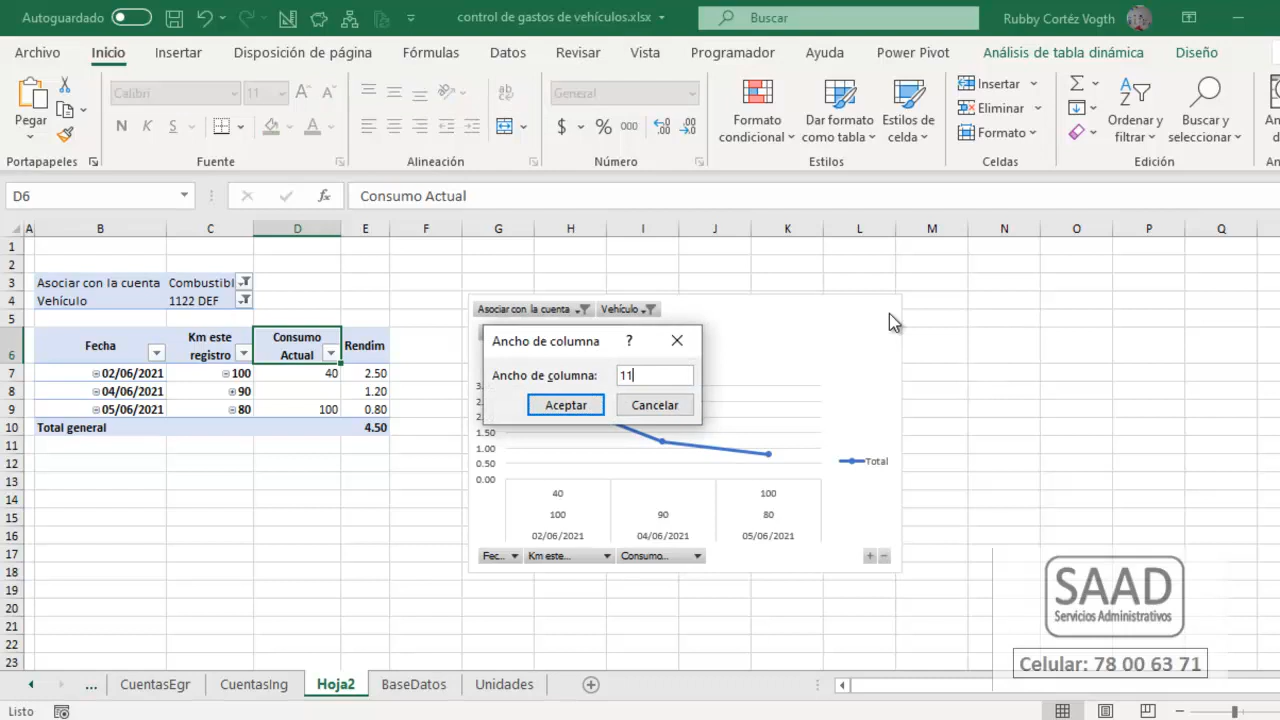 Autoguardado
control de gastos de vehículos.xlsx
Buscar
Rubby Cortéz Vogth
Archivo Inicio Insertar Disposición de página Fórmulas Datos Revisar Vista Programador Ayuda Power Pivot Análisis de tabla dinámica Diseño
Pegar
Calibri 11
N K S
General
$ % 000
Formato condicional
Dar formato como tabla
Estilos de celda
Insertar
Eliminar
Formato
Ordenar y filtrar
Buscar y seleccionar
Portapapeles Fuente Alineación Número Estilos Celdas Edición
D6 fx Consumo Actual
A B C D E F G H I J K L M N O P Q
1
2
3 Asociar con la cuenta Combustibl
4 Vehículo 1122 DEF
5
6 Fecha Km este registro Consumo Actual Rendim
7 02/06/2021 100 40 2.50
8 04/06/2021 90 1.20
9 05/06/2021 80 100 0.80
10 Total general 4.50
11
12
13
14
15
16
17
18
19
20
21
22
23
Asociar con la cuenta Vehículo
Ancho de columna ?
Ancho de columna: 11
Aceptar Cancelar
1.50
1.00
0.50
0.00
Total
40 100
100 90 80
02/06/2021 04/06/2021 05/06/2021
Fec... Km este... Consumo...
SAAD
Servicios Administrativos
Celular: 78 00 63 71
... CuentasEgr CuentasIng Hoja2 BaseDatos Unidades
Listo